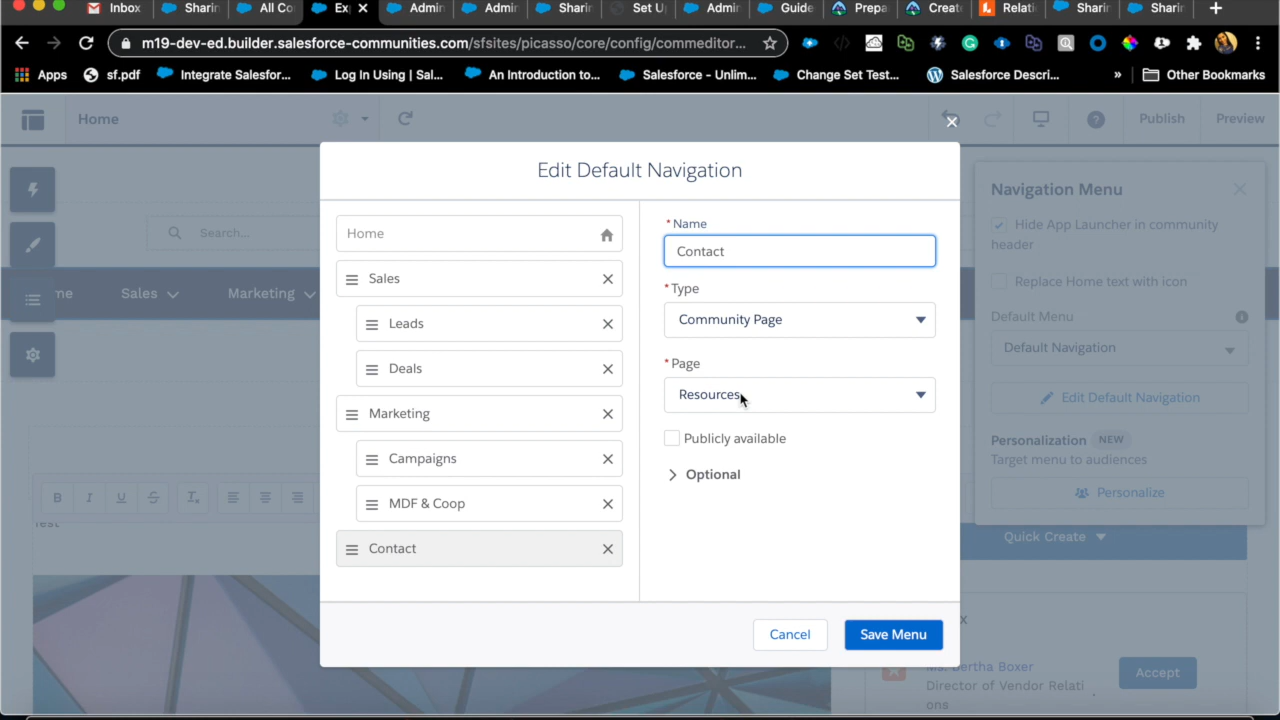 Inbox
Sharin
All Co
Ex
Admin
Admin
Sharin
Set U
Admin
Guide
Prepa
Create
Relati
Sharin
Sharin
m19-dev-ed.builder.salesforce-communities.com/sfsites/picasso/core/config/commeditor...
Apps
sf.pdf
Integrate Salesfor...
Log In Using | Sal...
An Introduction to...
Salesforce - Unlim...
Change Set Test...
Salesforce Descri...
» Other Bookmarks
Home
Publish
Preview
Edit Default Navigation
Search...
me
Sales
Marketing
Home
Sales
Leads
Deals
Marketing
Campaigns
MDF & Coop
Contact
* Name
Contact
* Type
Community Page
* Page
Resources
Publicly available
Optional
Cancel
Save Menu
Navigation Menu
Hide App Launcher in community
header
Replace Home text with icon
Default Menu
Default Navigation
Edit Default Navigation
Personalization NEW
Target menu to audiences
Personalize
B I U S Tx
Test
Quick Create
x
Ms. Bertha Boxer
Director of Vendor Relati
ons
Accept